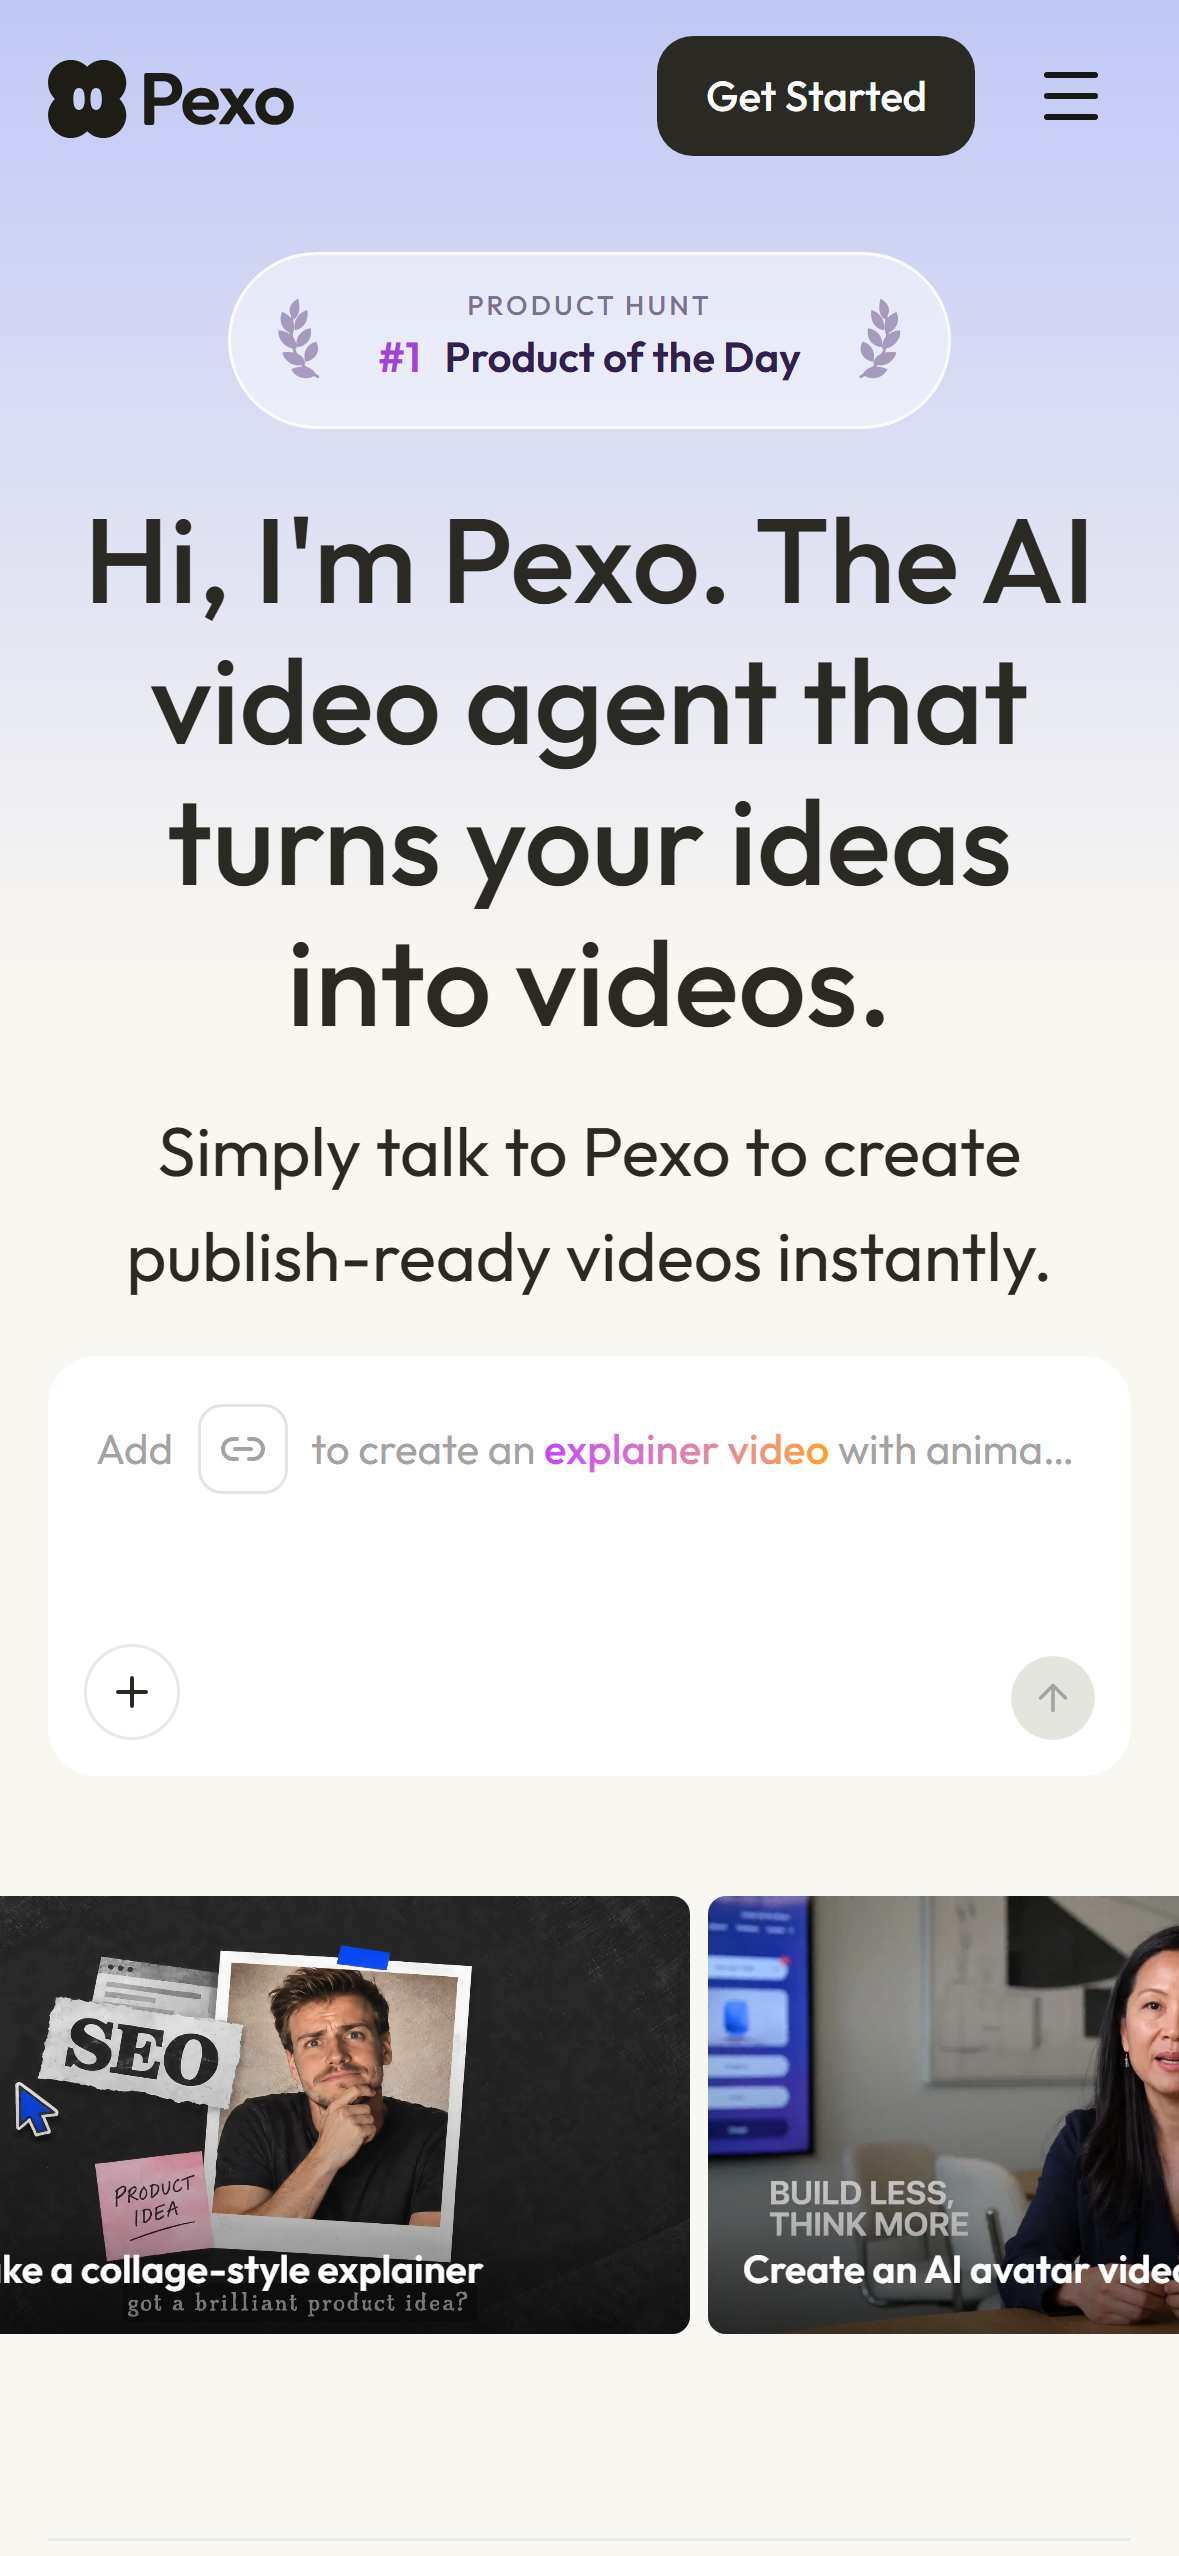 Pexo
Get Started
PRODUCT HUNT
#1 Product of the Day
Hi, I'm Pexo. The AI
video agent that
turns your ideas
into videos.
Simply talk to Pexo to create
publish-ready videos instantly.
Add to create an explainer video with anima...
SEO
PRODUCT
IDEA
ke a collage-style explainer
got a brilliant product idea?
BUILD LESS,
THINK MORE
Create an AI avatar vide